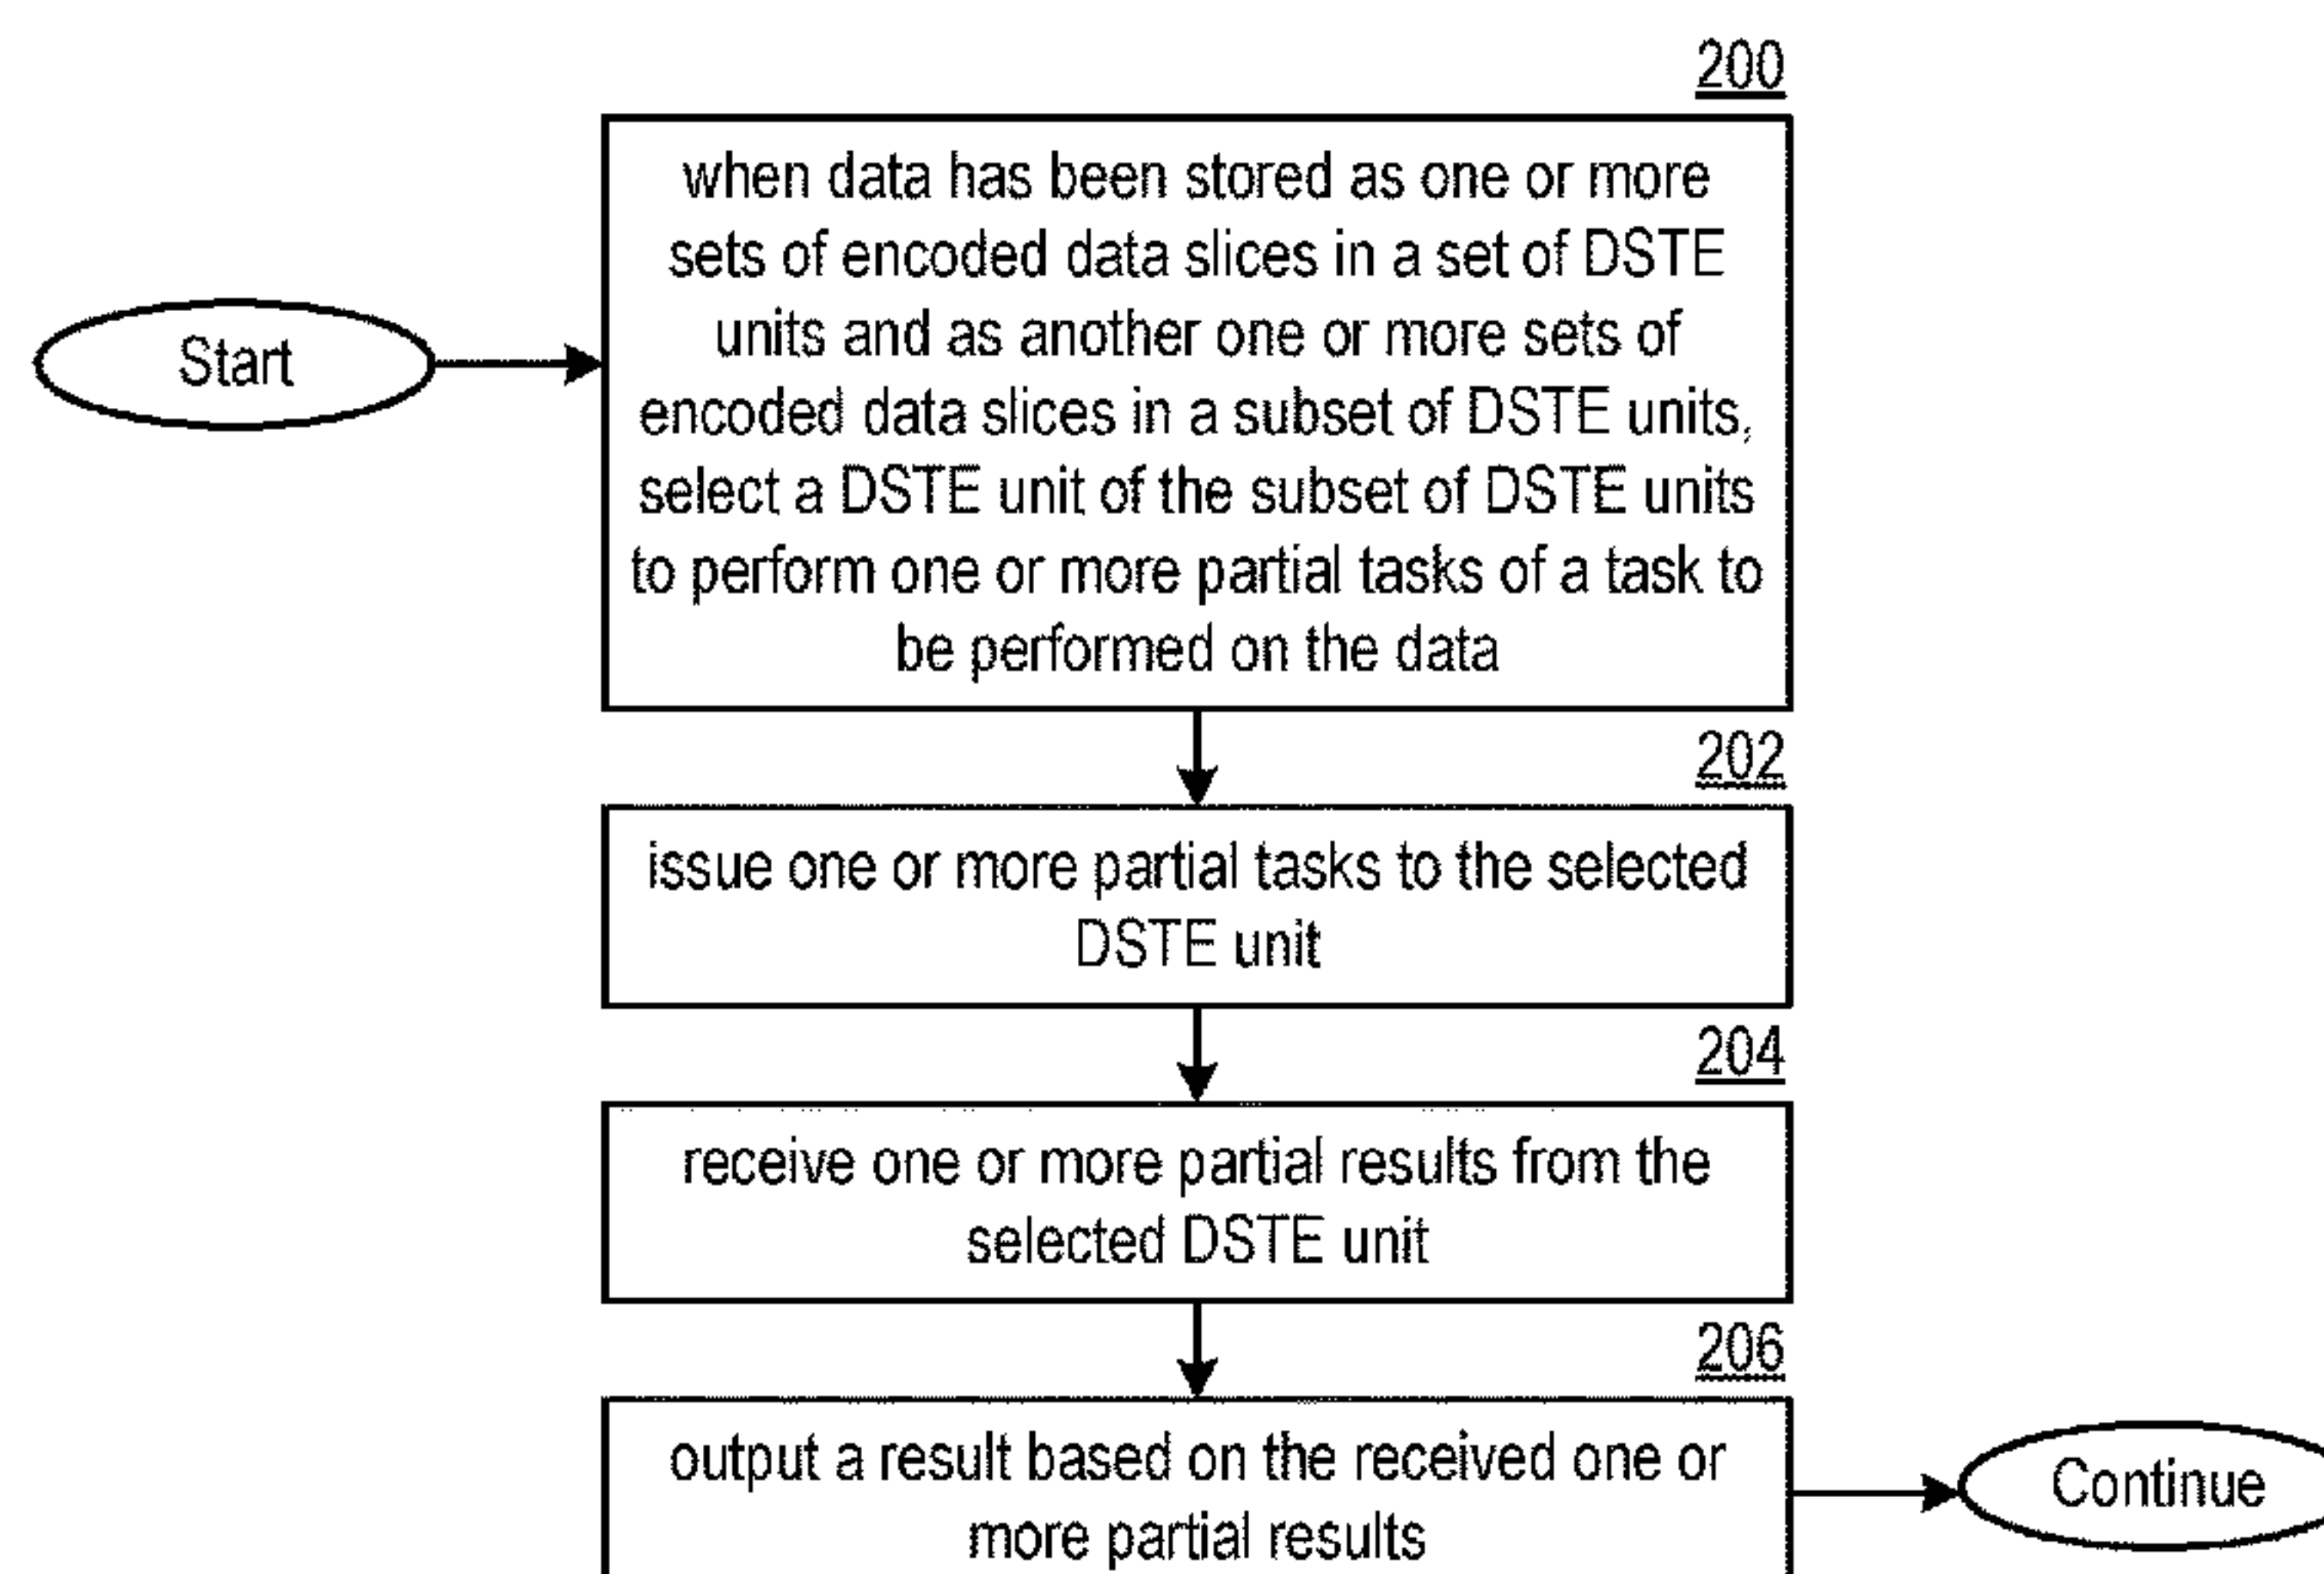 200
when data has been stored as one or more
sets of encoded data slices in a set of DSTE
units and as another one or more sets of
encoded data slices in a subset of DSTE units,
select a DSTE unit of the subset of DSTE units
to perform one or more partial tasks of a task to
be performed on the data
Start
202
issue one or more partial tasks to the selected
DSTE unit
204
receive one or more partial results from the
selected DSTE unit
206
output a result based on the received one or
more partial results
Continue